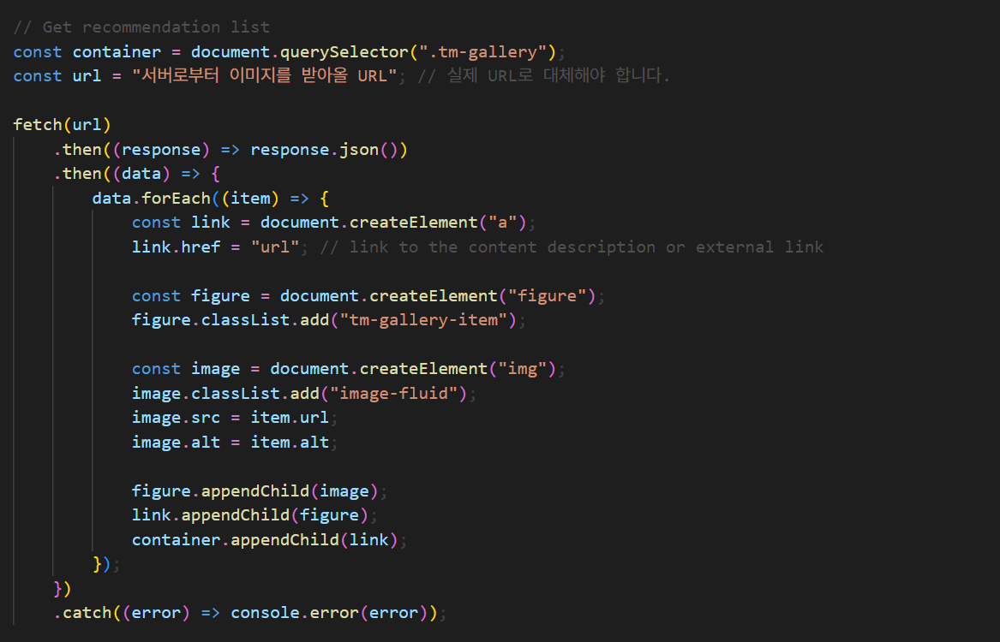 // Get recommendation list
const container = document.querySelector(".tm-gallery");
const url = "서버로부터 이미지를 받아올 URL"; // 실제 URL로 대체해야 합니다.
fetch(url)
.then((response) => response.json())
.then((data) => {
data.forEach((item) => {
const link = document.createElement("a");
link.href = "url"; // link to the content description or external link
const figure = document.createElement("figure");
figure.classList.add("tm-gallery-item");
const image = document.createElement("img");
image.classList.add("image-fluid");
image.src = item.url;
image.alt = item.alt;
figure.appendChild(image);
link.appendChild(figure);
container.appendChild(link);
});
})
.catch((error) => console.error(error));